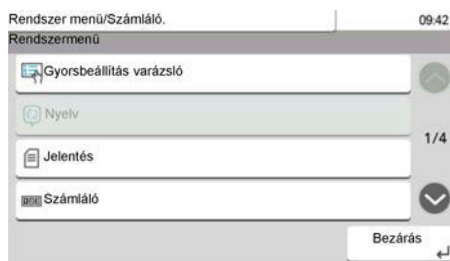 Rendszer menü/Számláló.
09:42
Rendszermenü
Gyorsbeállítás varázsló
Nyelv
1/4
Jelentés
Számláló
Bezárás